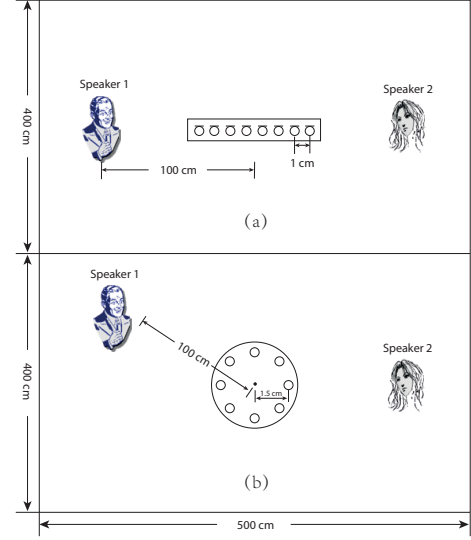 Speaker 1
Speaker 2
400 cm
100 cm
1 cm
(a)
Speaker 1
Speaker 2
400 cm
100 cm
1.5 cm
(b)
500 cm